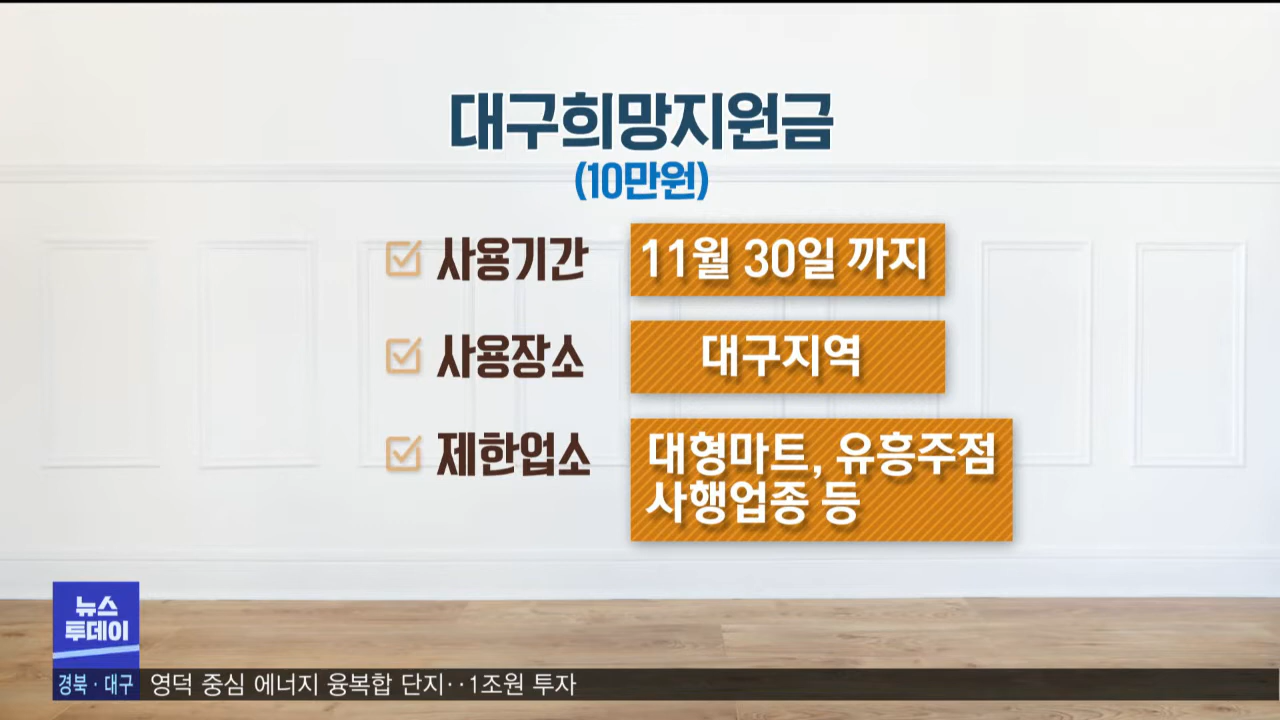 대구희망지원금
(10만원)
사용기간 11월 30일 까지
사용장소 대구지역
제한업소 대형마트, 유흥주점
사행업종 등
뉴스
투데이
경북·대구 영덕 중심 에너지 융복합 단지··1조원 투자